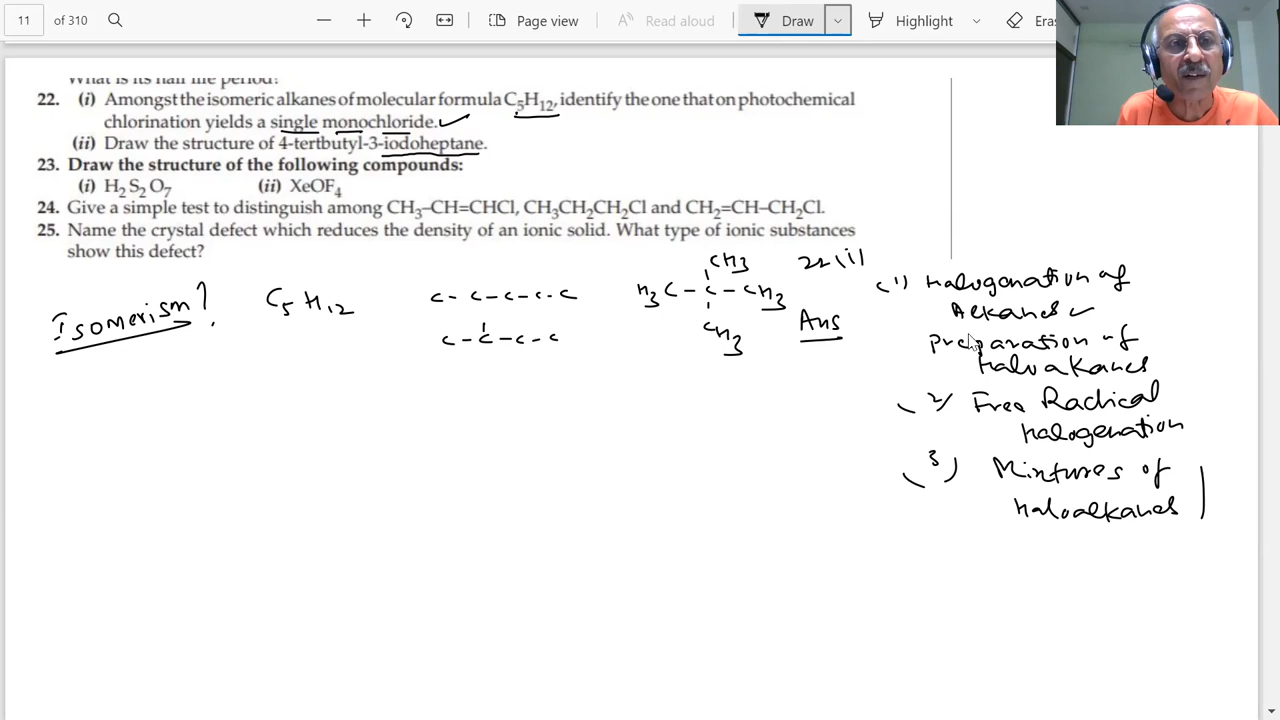 11 of 310
Page view
Read aloud
Draw
Highlight
Eras
What is its half life period?
22. (i) Amongst the isomeric alkanes of molecular formula C5H12, identify the one that on photochemical
chlorination yields a single monochloride.
(ii) Draw the structure of 4-tertbutyl-3-iodoheptane.
23. Draw the structure of the following compounds:
(i) H2S2O7 (ii) XeOF4
24. Give a simple test to distinguish among CH3–CH=CHCl, CH3CH2CH2Cl and CH2=CH–CH2Cl.
25. Name the crystal defect which reduces the density of an ionic solid. What type of ionic substances
show this defect?
Isomerism?
C5H12
C-C-C-C-C
C-C-C-C
CH3
H3C-C-CH3
CH3
22(i)
Ans
(1) Halogenation of
Alkanes
Preparation of
Haloakanes
(2) Free Radical
Halogenation
(3) Mixtures of
Haloalkanes